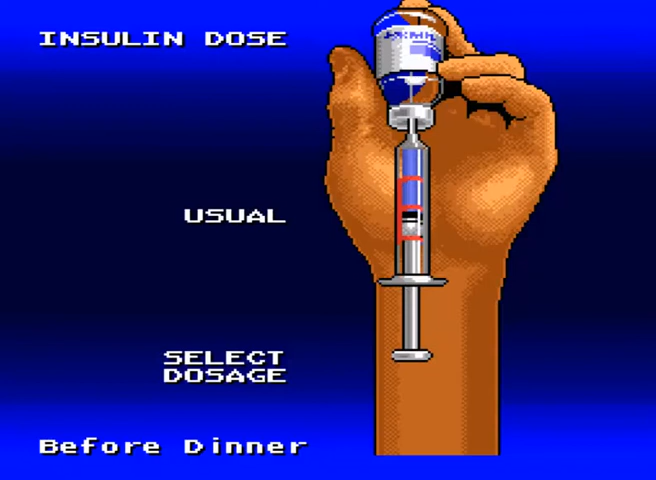 INSULIN DOSE
USUAL
SELECT
DOSAGE
Before Dinner